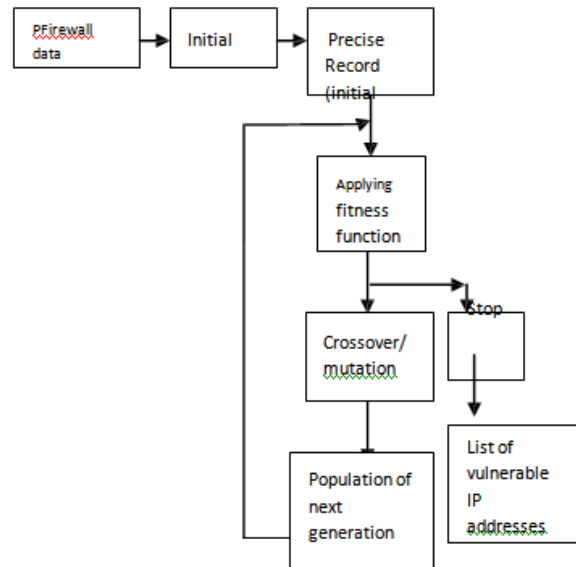 PFirewall
data
Initial
Precise
Record
(initial
Applying
fitness
function
Crossover/
mutation
Stop
Population of
next
generation
List of
vulnerable
IP
addresses